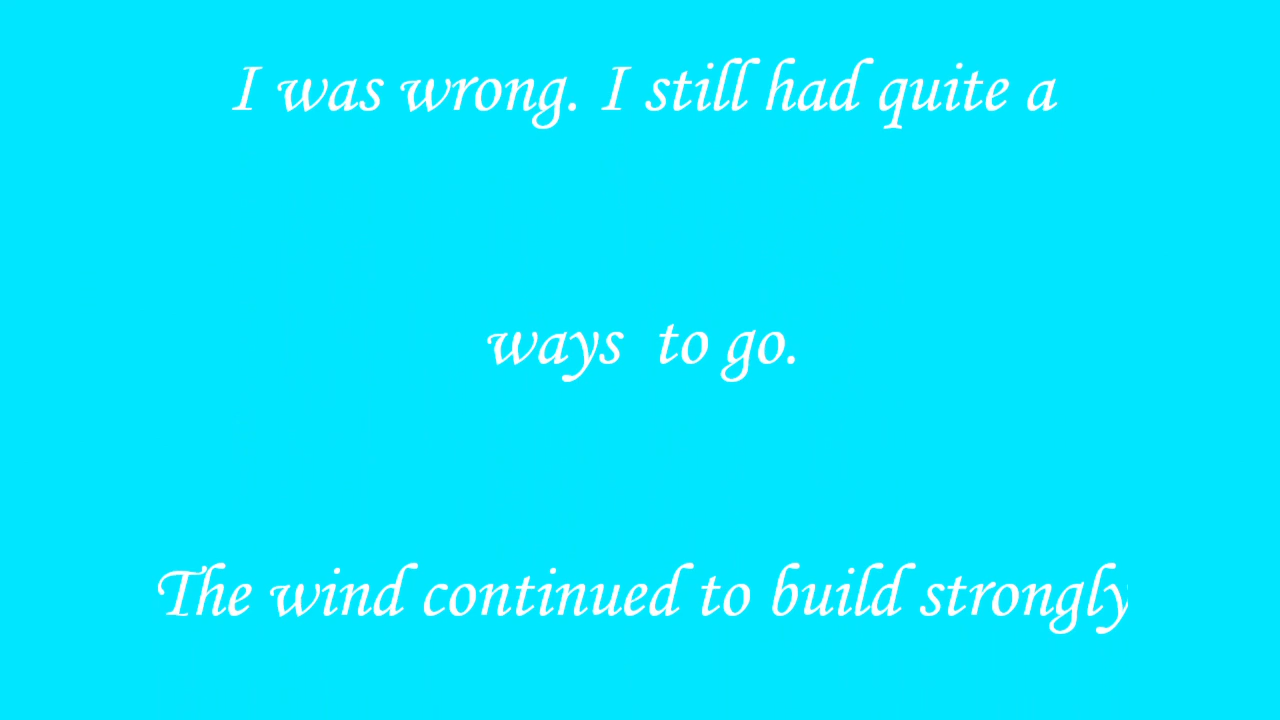 I was wrong. I still had quite a
ways  to go.
The wind continued to build strongly